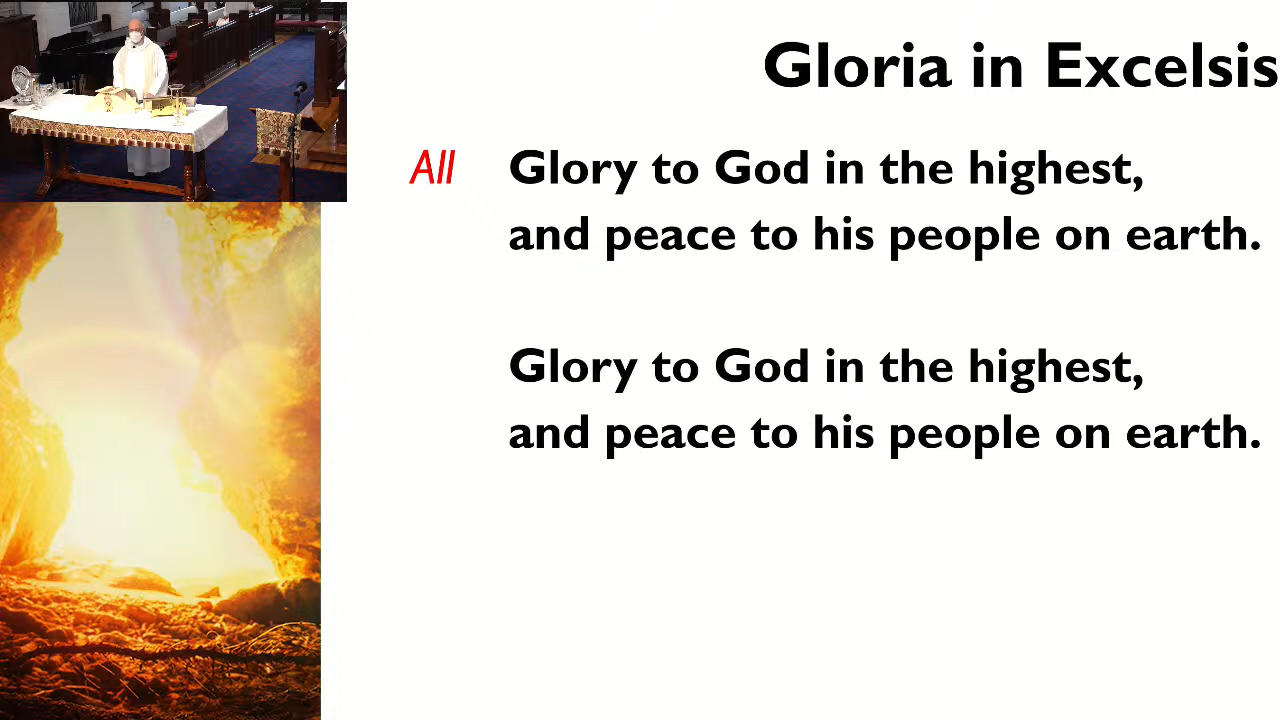 Gloria in Excelsis
All Glory to God in the highest,
and peace to his people on earth.
Glory to God in the highest,
and peace to his people on earth.